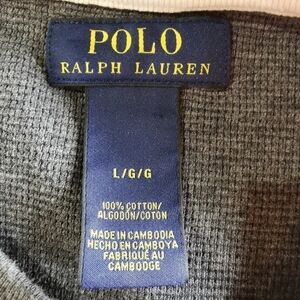 POLO
RALPH LAUREN
L/G/G
100% COTTON/
ALGODÓN/COTON
MADE IN CAMBODIA
HECHO EN CAMBOYA
FABRIQUÉ AU
CAMBODGE